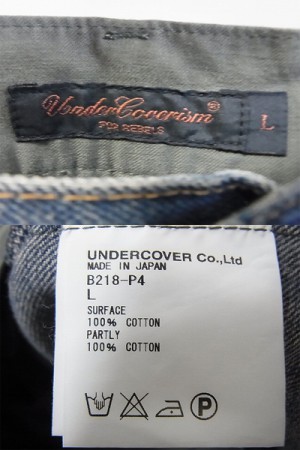 UnderCoverism®
FOR REBELS
L
UNDERCOVER Co.,Ltd
MADE IN JAPAN
B218-P4
L
SURFACE
100% COTTON
PARTLY
100% COTTON
P